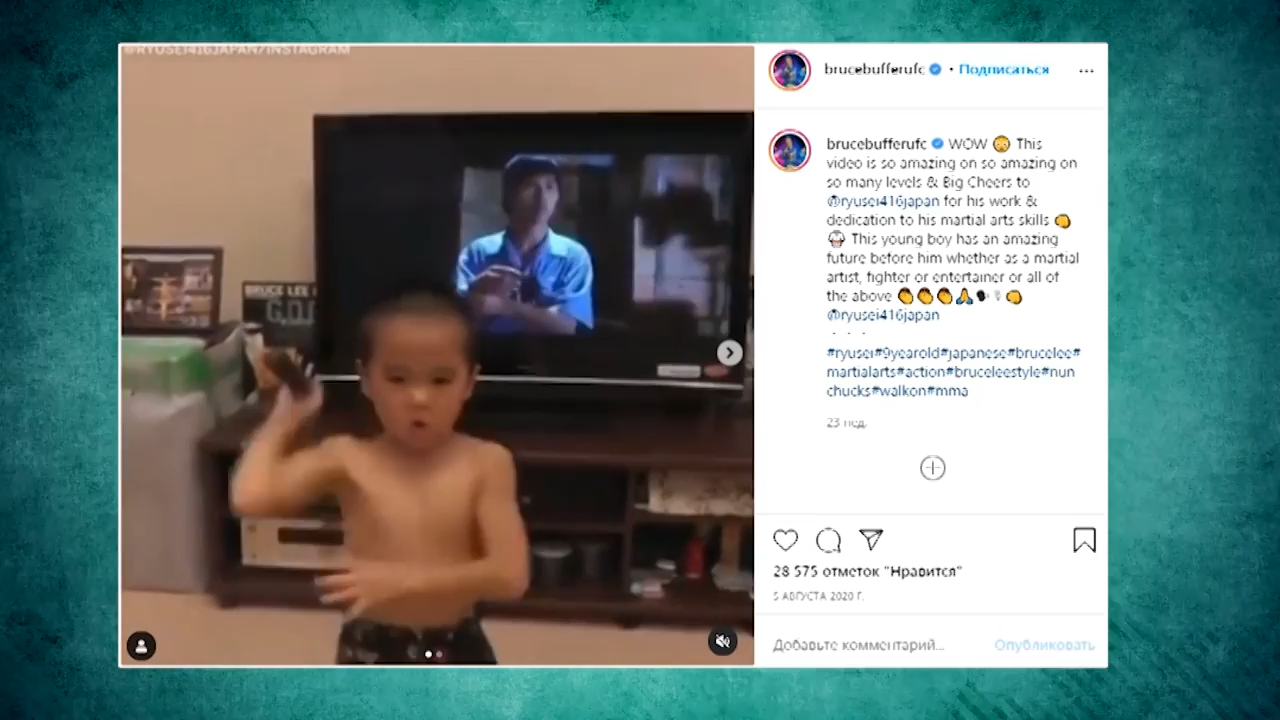 @RYUSEI416JAPAN/INSTAGRAM
BRUCE LEE
G.O.D
brucebufferufc • Подписаться
brucebufferufc WOW 😳 This
video is so amazing on so amazing on
so many levels & Big Cheers to
@ryusei416japan for his work &
dedication to his martial arts skills 👊
🥋 This young boy has an amazing
future before him whether as a martial
artist, fighter or entertainer or all of
the above 👏👏👏🙏🗣🎙👊
@ryusei416japan
. . .
#ryusei#9yearold#japanese#brucelee#
martialarts#action#bruceleestyle#nun
chucks#walkon#mma
23 нед.
28 575 отметок "Нравится"
5 АВГУСТА 2020 Г.
Добавьте комментарий...
Опубликовать